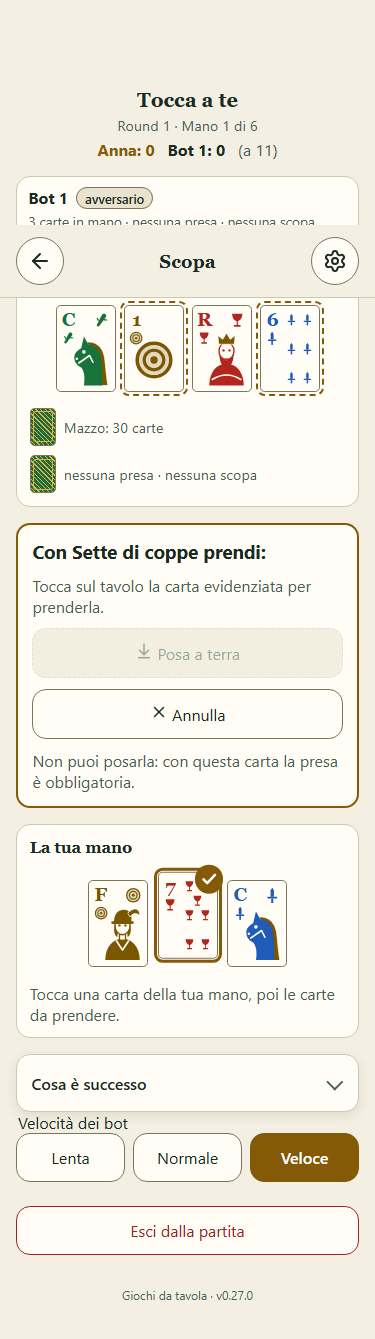 Tocca a te
Round 1 · Mano 1 di 6
Anna: 0 Bot 1: 0 (a 11)
Bot 1 avversario
3 carte in mano · nessuna presa · nessuna scopa
Scopa
C 1 R 6
Mazzo: 30 carte
nessuna presa · nessuna scopa
Con Sette di coppe prendi:
Tocca sul tavolo la carta evidenziata per
prenderla.
Posa a terra
Annulla
Non puoi posarla: con questa carta la presa
è obbligatoria.
La tua mano
F 7 C
Tocca una carta della tua mano, poi le carte
da prendere.
Cosa è successo
Velocità dei bot
Lenta Normale Veloce
Esci dalla partita
Giochi da tavola · v0.27.0